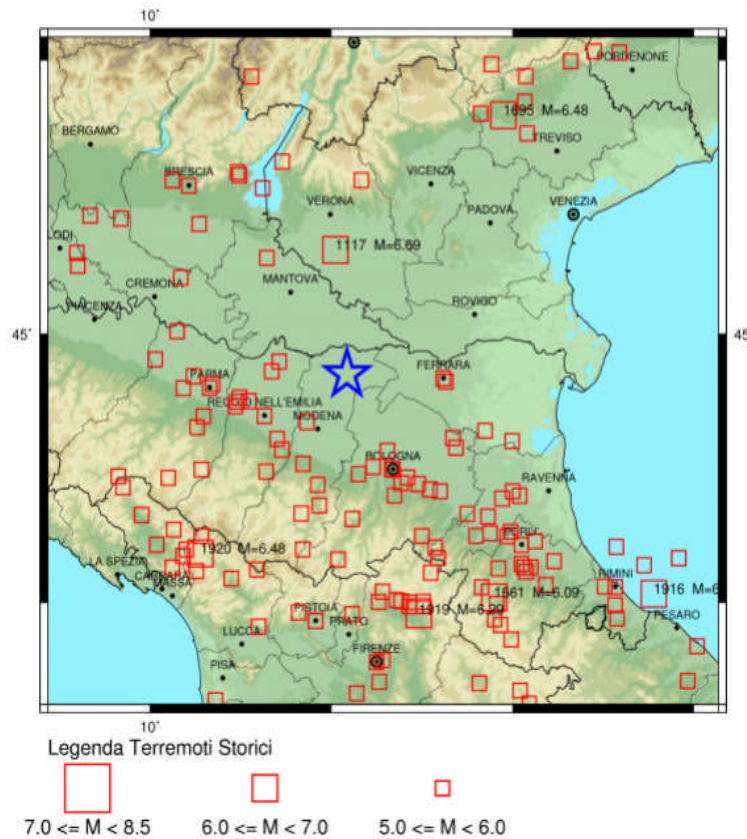 10˚
PORDENONE
1695 M=6.48
BERGAMO
TREVISO
BRESCIA
VICENZA
VERONA
VENEZIA
PADOVA
LODI
1117 M=6.69
CREMONA
MANTOVA
PIACENZA
ROVIGO
45˚
45˚
PARMA
FERRARA
REGGIO NELL'EMILIA
MODENA
BOLOGNA
RAVENNA
FORLI'
1920 M=6.48
LA SPEZIA
MASSA
RIMINI
1661 M=6.09
1916 M=6
PISTOIA
1919 M=6.29
PESARO
PRATO
LUCCA
FIRENZE
PISA
10˚
Legenda Terremoti Storici
7.0 <= M < 8.5 6.0 <= M < 7.0 5.0 <= M < 6.0